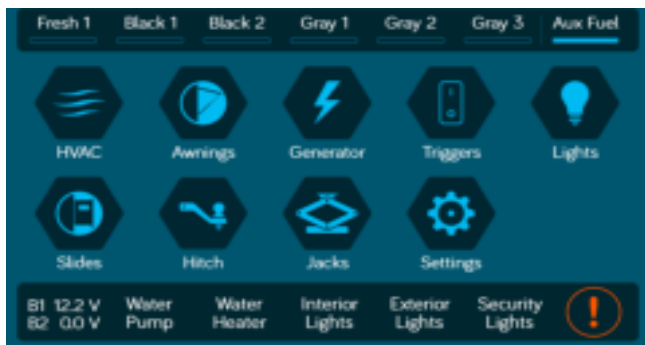 Fresh 1 Black 1 Black 2 Gray 1 Gray 2 Gray 3 Aux Fuel
HVAC Awnings Generator Triggers Lights
Slides Hitch Jacks Settings
B1 12.2 V Water Water Interior Exterior Security
B2 0.0 V Pump Heater Lights Lights Lights